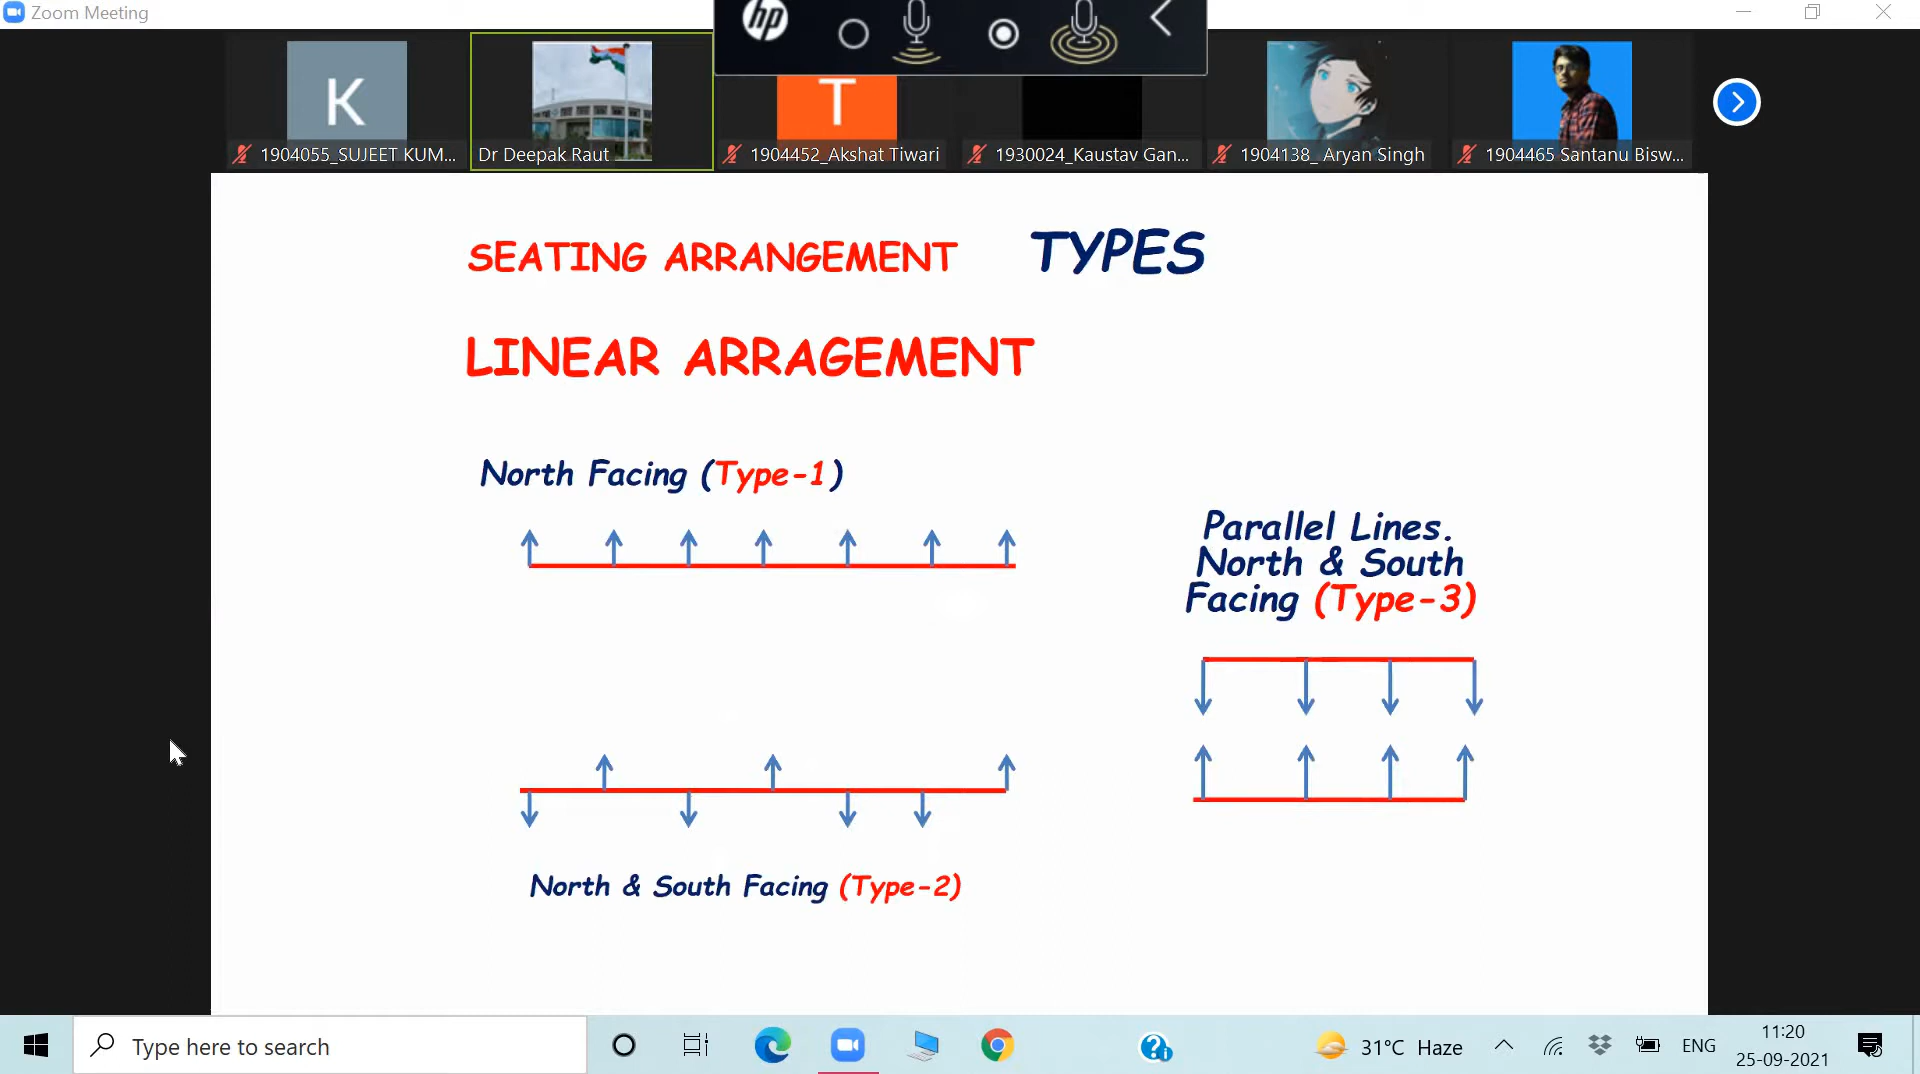 Zoom Meeting
hp
K
T
1904055_SUJEET KUM...
Dr Deepak Raut
1904452_Akshat Tiwari
1930024_Kaustav Gan...
1904138_ Aryan Singh
1904465 Santanu Bisw...
SEATING ARRANGEMENT TYPES
LINEAR ARRAGEMENT
North Facing (Type-1)
Parallel Lines.
North & South
Facing (Type-3)
North & South Facing (Type-2)
Type here to search
31°C Haze
ENG
11:20
25-09-2021